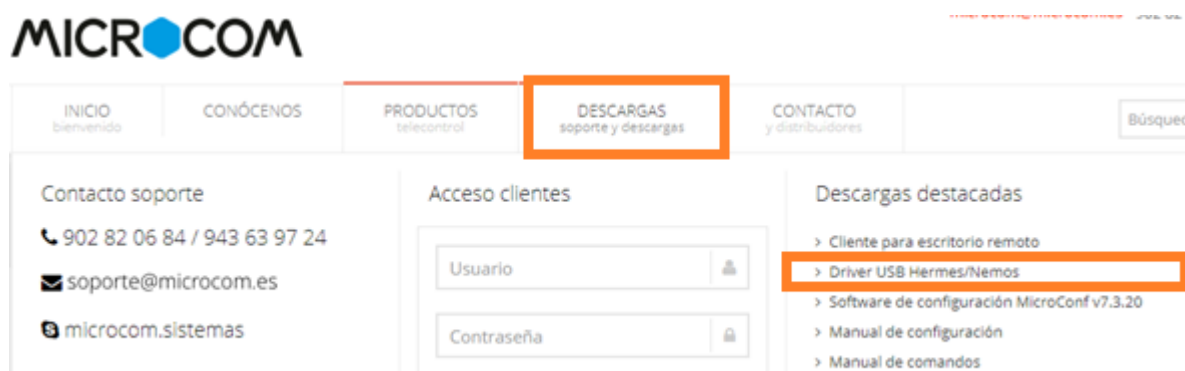 MICROCOM
INICIO
bienvenido
CONÓCENOS
PRODUCTOS
telecontrol
DESCARGAS
soporte y descargas
CONTACTO
y distribuidores
Contacto soporte
902 82 06 84 / 943 63 97 24
soporte@microcom.es
microcom.sistemas
Acceso clientes
Usuario
Contraseña
Descargas destacadas
> Cliente para escritorio remoto
> Driver USB Hermes/Nemos
> Software de configuración MicroConf v7.3.20
> Manual de configuración
> Manual de comandos